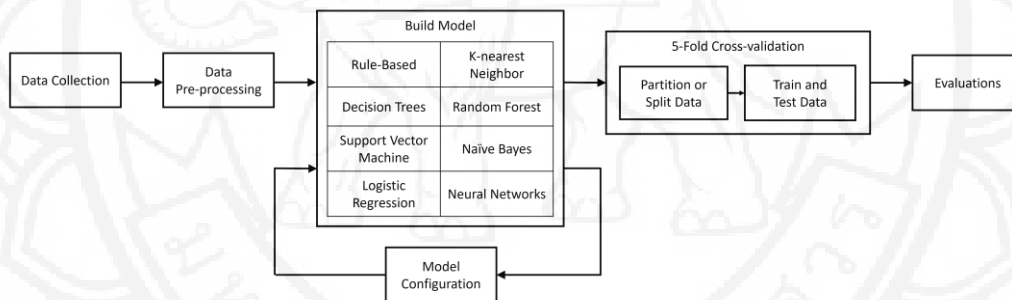 Build Model
5-Fold Cross-validation
Data Collection
Data
Pre-processing
Rule-Based
K-nearest
Neighbor
Decision Trees
Random Forest
Support Vector
Machine
Naïve Bayes
Logistic
Regression
Neural Networks
Partition or
Split Data
Train and
Test Data
Evaluations
Model
Configuration